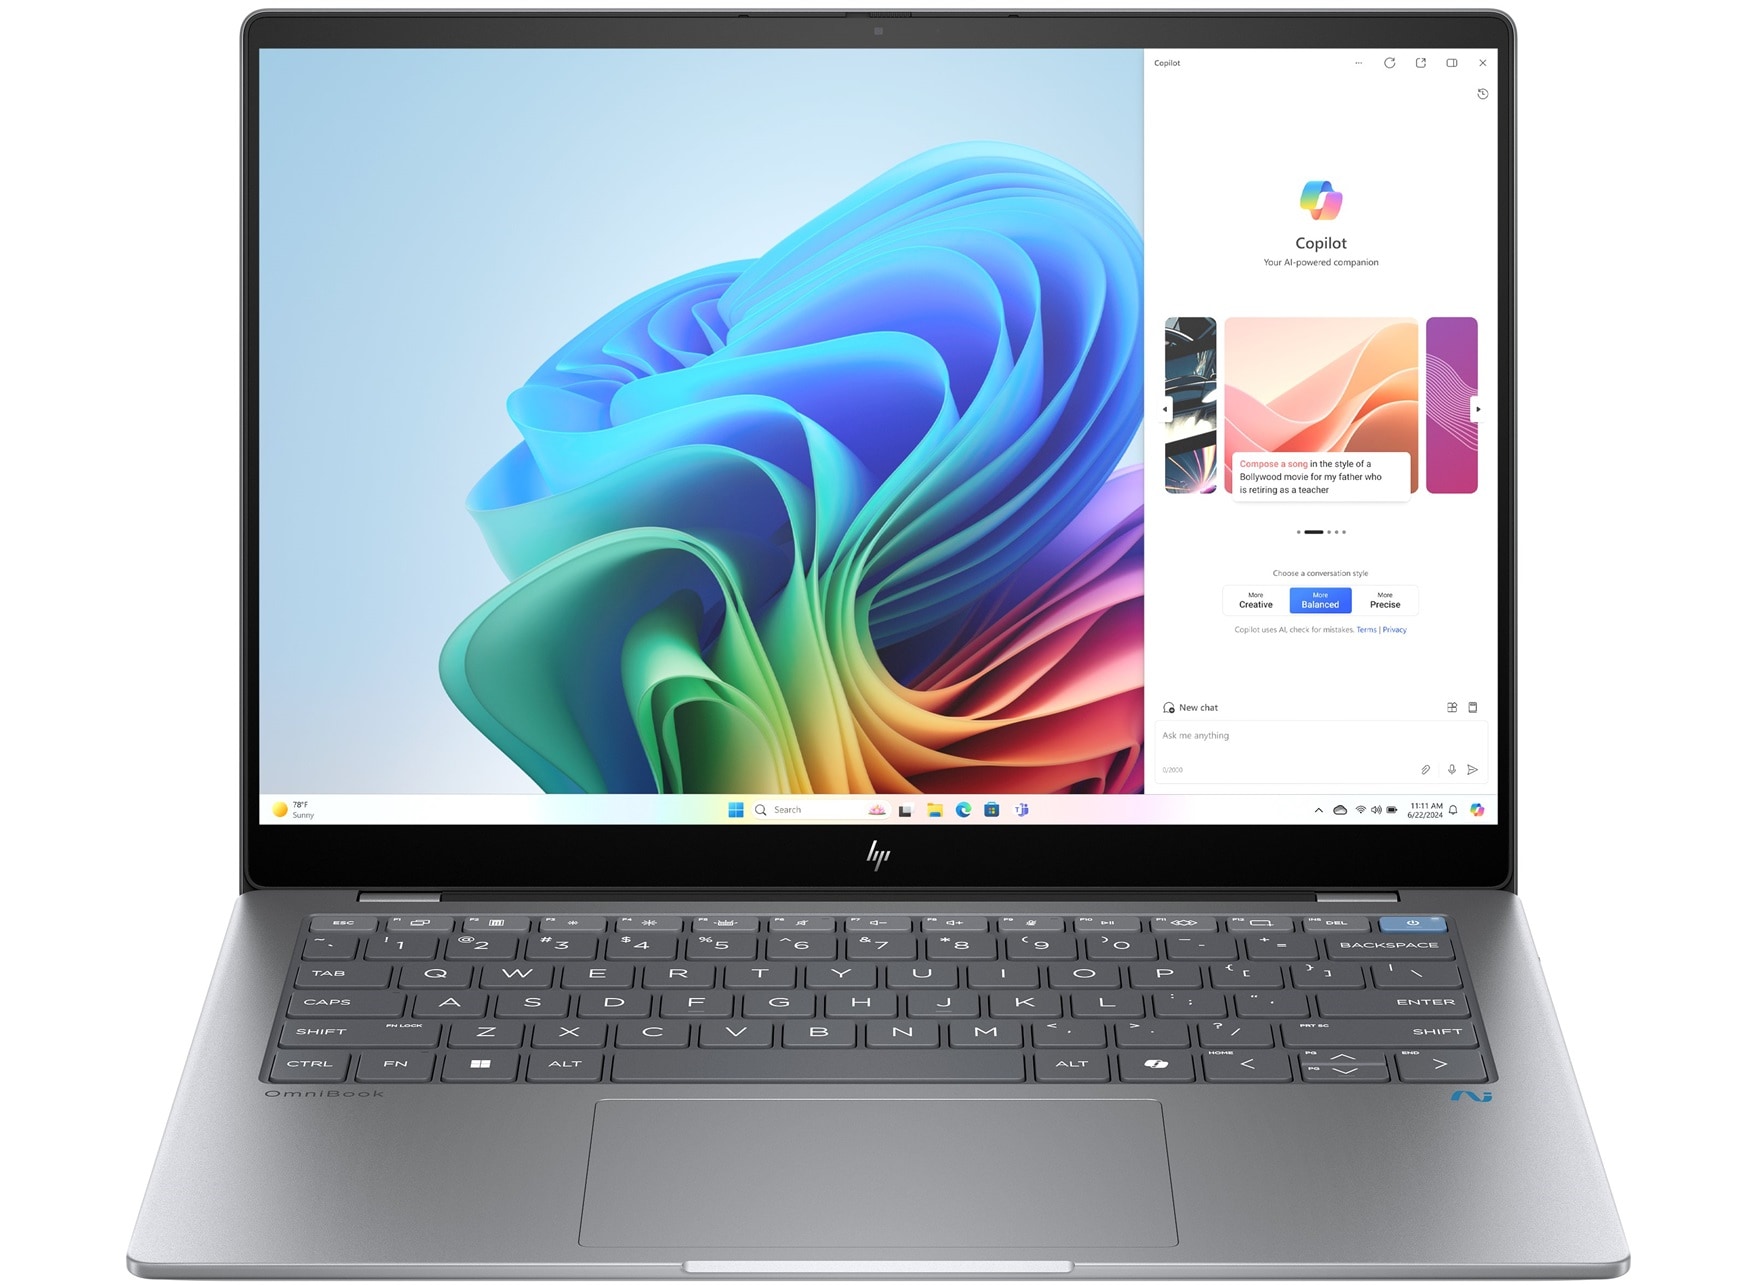 Copilot
Copilot
Your AI-powered companion
Compose a song in the style of a
Bollywood movie for my father who
is retiring as a teacher
Choose a conversation style
More
Creative
More
Balanced
More
Precise
Copilot uses AI, check for mistakes. Terms | Privacy
New chat
Ask me anything
0/2000
78°F
Sunny
Search
11:11 AM
6/22/2024
hp
ESC F1 F2 F3 F4 F5 F6 F7 F8 F9 F10 F11 F12 INS DEL
~ ` ! 1 @ 2 # 3 $ 4 % 5 ^ 6 & 7 * 8 ( 9 ) 0 _ - + = BACKSPACE
TAB Q W E R T Y U I O P { [ } ] | \
CAPS A S D F G H J K L : ; " ' ENTER
SHIFT FN LOCK Z X C V B N M < , > . ? / PRT SC SHIFT
CTRL FN ALT ALT HOME < PG PG END >
OmniBook